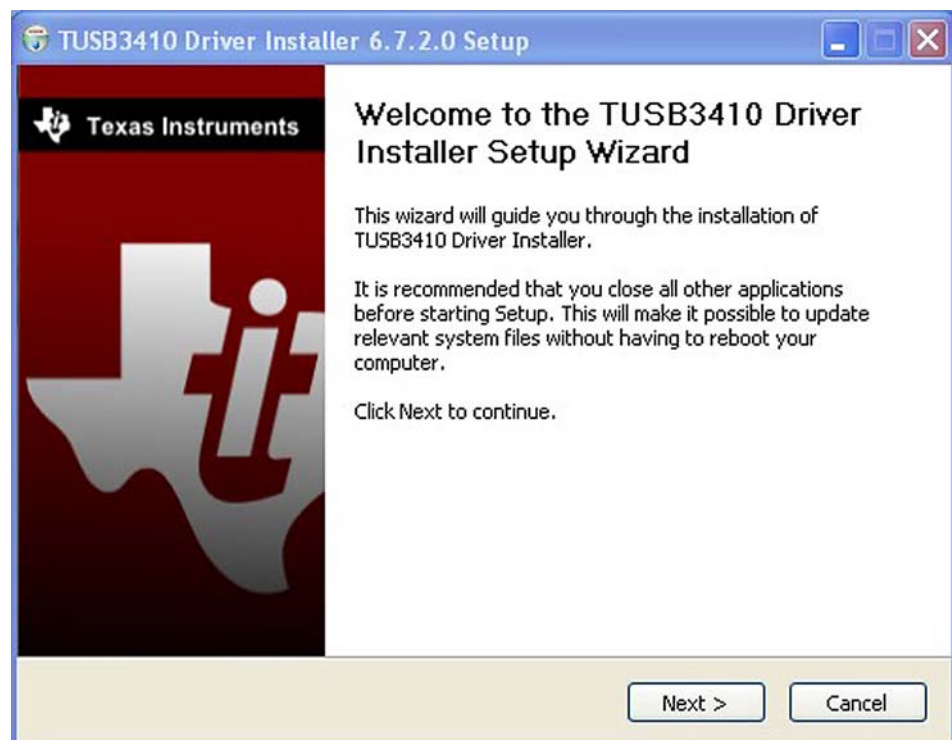 TUSB3410 Driver Installer 6.7.2.0 Setup
Texas Instruments
Welcome to the TUSB3410 Driver
Installer Setup Wizard
This wizard will guide you through the installation of
TUSB3410 Driver Installer.
It is recommended that you close all other applications
before starting Setup. This will make it possible to update
relevant system files without having to reboot your
computer.
Click Next to continue.
ti
Next >
Cancel